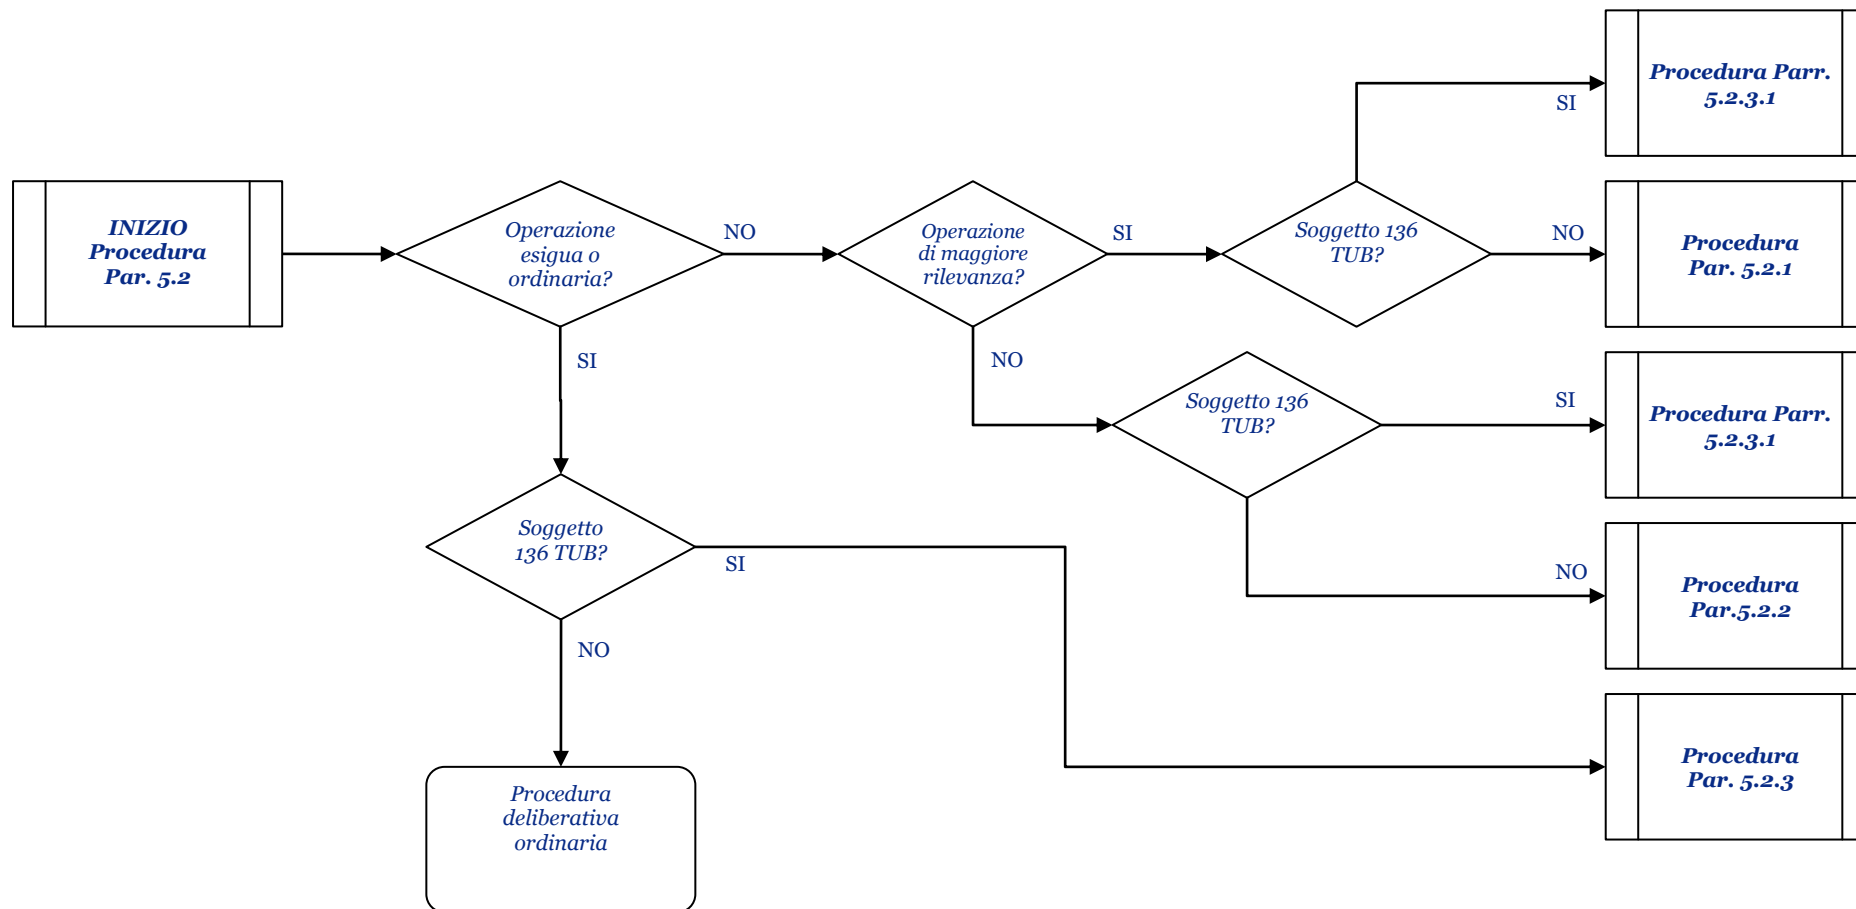 INIZIO
Procedura
Par. 5.2
Operazione
esigua o
ordinaria?
NO
SI
Operazione
di maggiore
rilevanza?
SI
NO
Soggetto 136
TUB?
SI
NO
Procedura Parr.
5.2.3.1
Procedura
Par. 5.2.1
Soggetto 136
TUB?
SI
NO
Procedura Parr.
5.2.3.1
Procedura
Par.5.2.2
Soggetto
136 TUB?
SI
NO
Procedura
Par. 5.2.3
Procedura
deliberativa
ordinaria